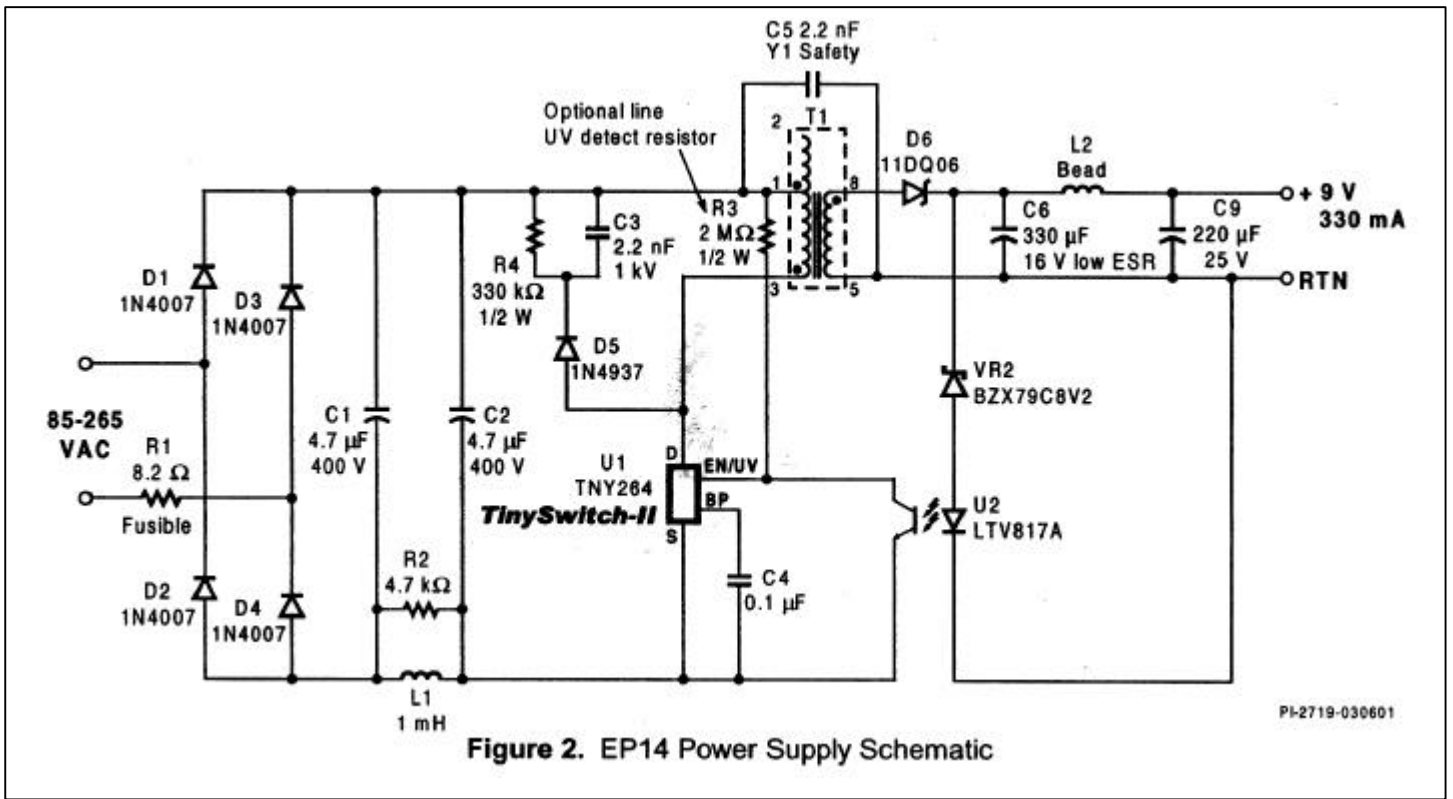 C5 2.2 nF
Y1 Safety
T1
Optional line
UV detect resistor
2
1
3
8
5
D6
11DQ06
L2
Bead
+ 9 V
330 mA
RTN
C6
330 µF
16 V low ESR
C9
220 µF
25 V
R3
2 MΩ
1/2 W
C3
2.2 nF
1 kV
R4
330 kΩ
1/2 W
D1
1N4007
D3
1N4007
D5
1N4937
VR2
BZX79C8V2
85-265
VAC
R1
8.2 Ω
Fusible
C1
4.7 µF
400 V
C2
4.7 µF
400 V
U1
TNY264
TinySwitch-II
D
EN/UV
BP
S
U2
LTV817A
R2
4.7 kΩ
C4
0.1 µF
D2
1N4007
D4
1N4007
L1
1 mH
PI-2719-030601
Figure 2. EP14 Power Supply Schematic